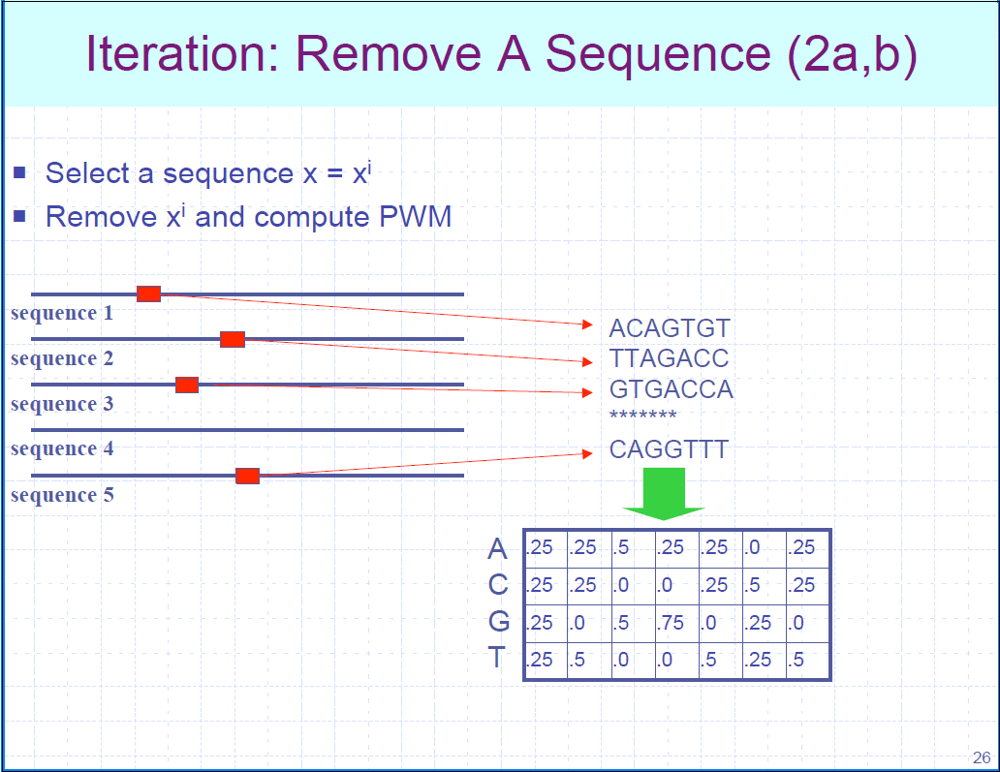 Iteration: Remove A Sequence (2a,b)
Select a sequence x = xⁱ
Remove xⁱ and compute PWM
sequence 1
sequence 2
sequence 3
sequence 4
sequence 5
ACAGTGT
TTAGACC
GTGACCA
*******
CAGGTTT
A .25 .25 .5 .25 .25 .0 .25
C .25 .25 .0 .0 .25 .5 .25
G .25 .0 .5 .75 .0 .25 .0
T .25 .5 .0 .0 .5 .25 .5
26